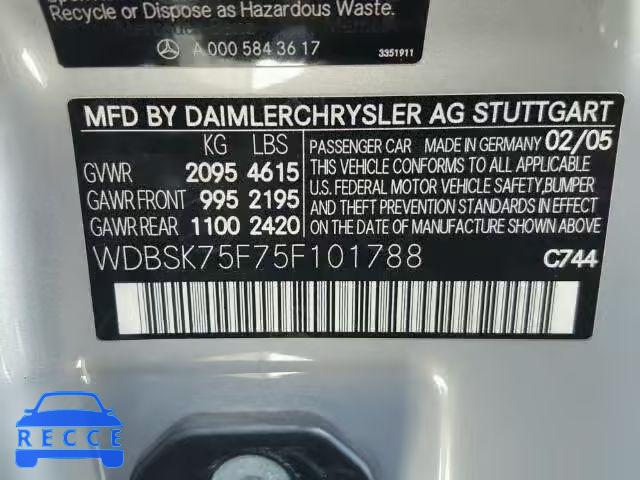 Recycle or Dispose as Hazardous Waste.
A 000 584 36 17
3351911
MFD BY DAIMLERCHRYSLER AG STUTTGART
KG LBS
GVWR 2095 4615
GAWR FRONT 995 2195
GAWR REAR 1100 2420
PASSENGER CAR MADE IN GERMANY 02/05
THIS VEHICLE CONFORMS TO ALL APPLICABLE
U.S. FEDERAL MOTOR VEHICLE SAFETY,BUMPER
AND THEFT PREVENTION STANDARDS IN EFFECT
ON THE DATE OF MANUFACTURE SHOWN ABOVE
WDBSK75F75F101788
C744
RECCE